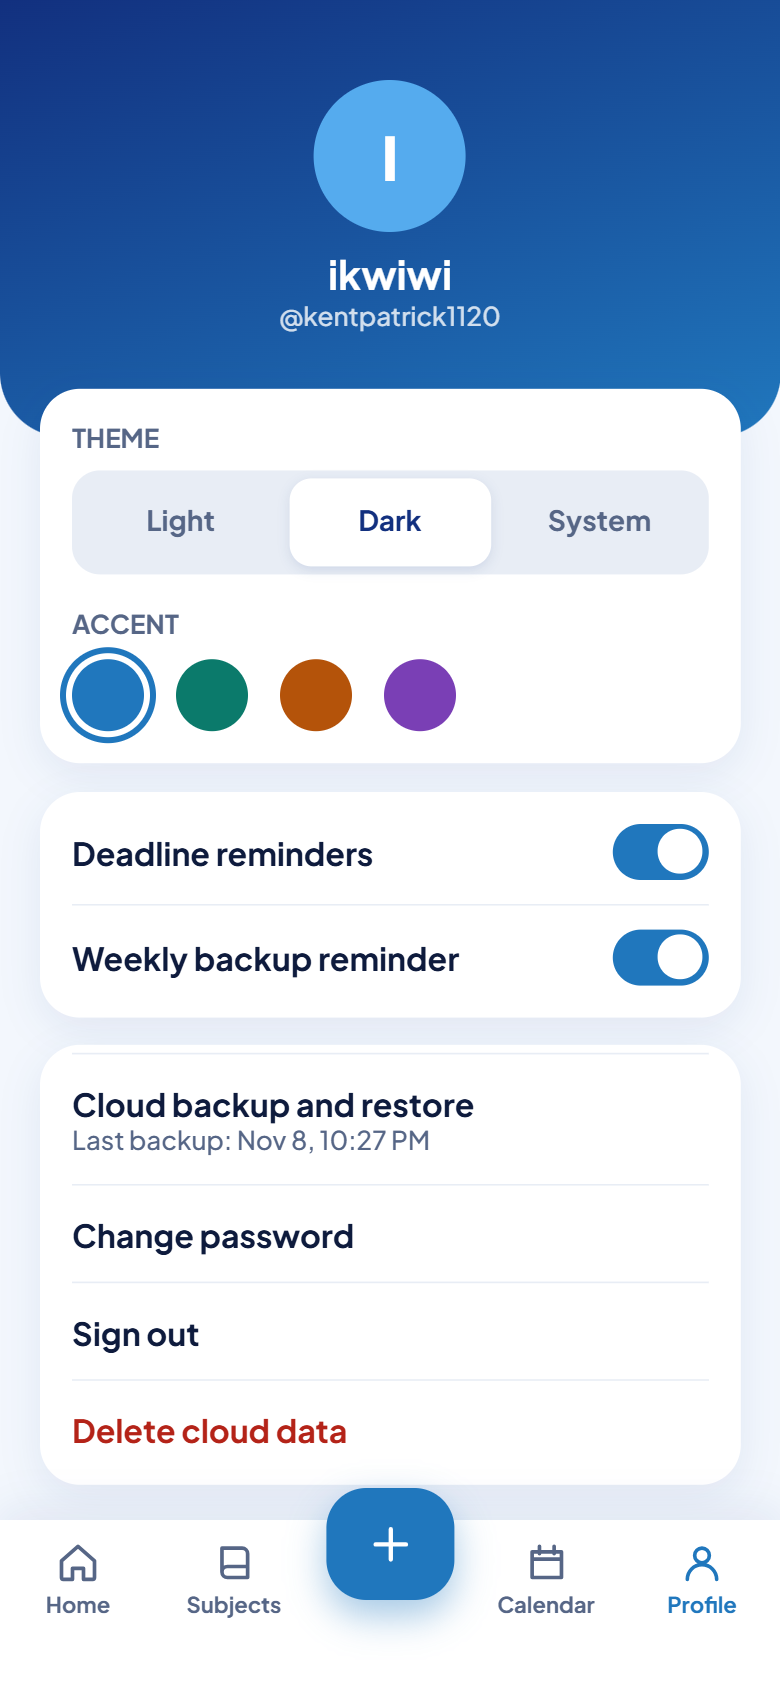 I
ikwiwi
@kentpatrick1120
THEME
Light Dark System
ACCENT
Deadline reminders
Weekly backup reminder
Cloud backup and restore
Last backup: Nov 8, 10:27 PM
Change password
Sign out
Delete cloud data
Home Subjects Calendar Profile